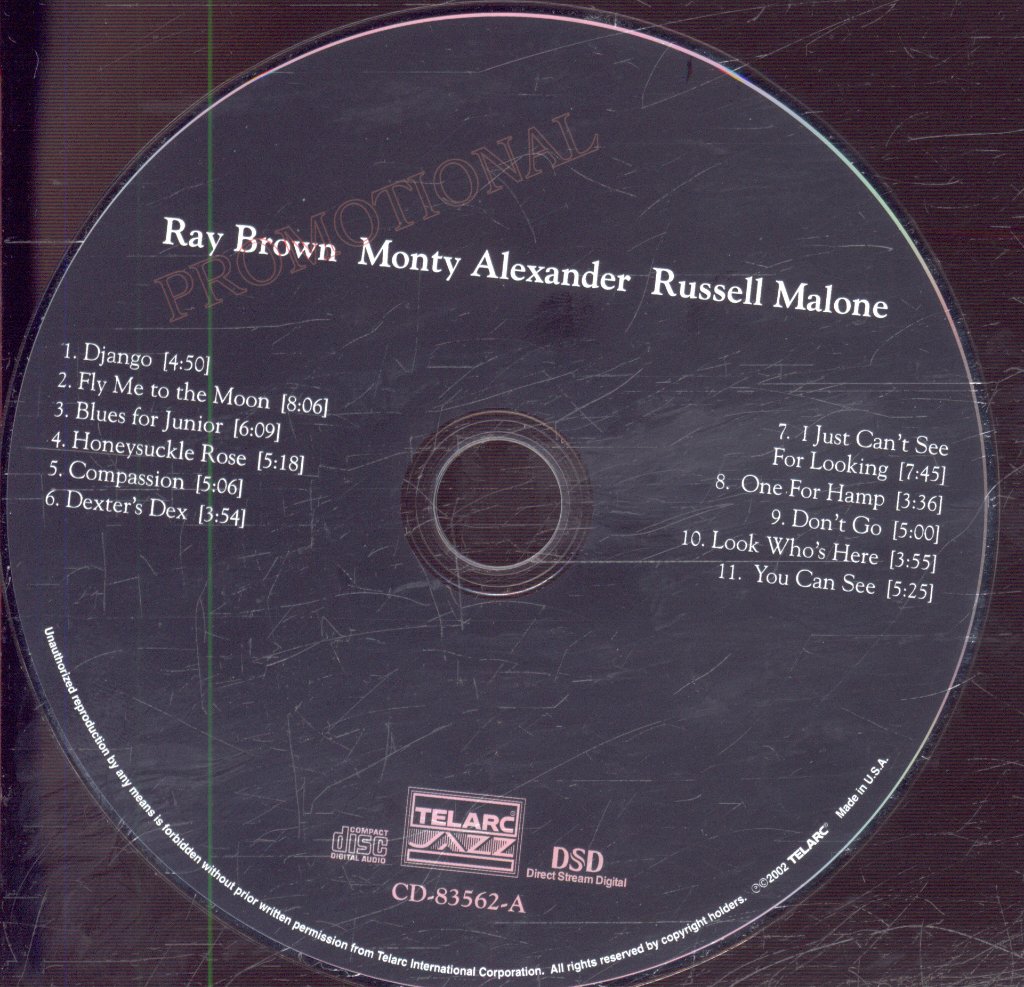 PROMOTIONAL
Ray Brown Monty Alexander Russell Malone
1. Django [4:50]
2. Fly Me to the Moon [8:06]
3. Blues for Junior [6:09]
4. Honeysuckle Rose [5:18]
5. Compassion [5:06]
6. Dexter's Dex [3:54]
7. I Just Can't See
For Looking [7:45]
8. One For Hamp [3:36]
9. Don't Go [5:00]
10. Look Who's Here [3:55]
11. You Can See [5:25]
COMPACT
disc
DIGITAL AUDIO
TELARC®
JAZZ
DSD
Direct Stream Digital
CD-83562-A
Unauthorized reproduction by any means is forbidden without prior written permission from Telarc International Corporation. All rights reserved by copyright holders. ℗©2002 TELARC® Made in U.S.A.